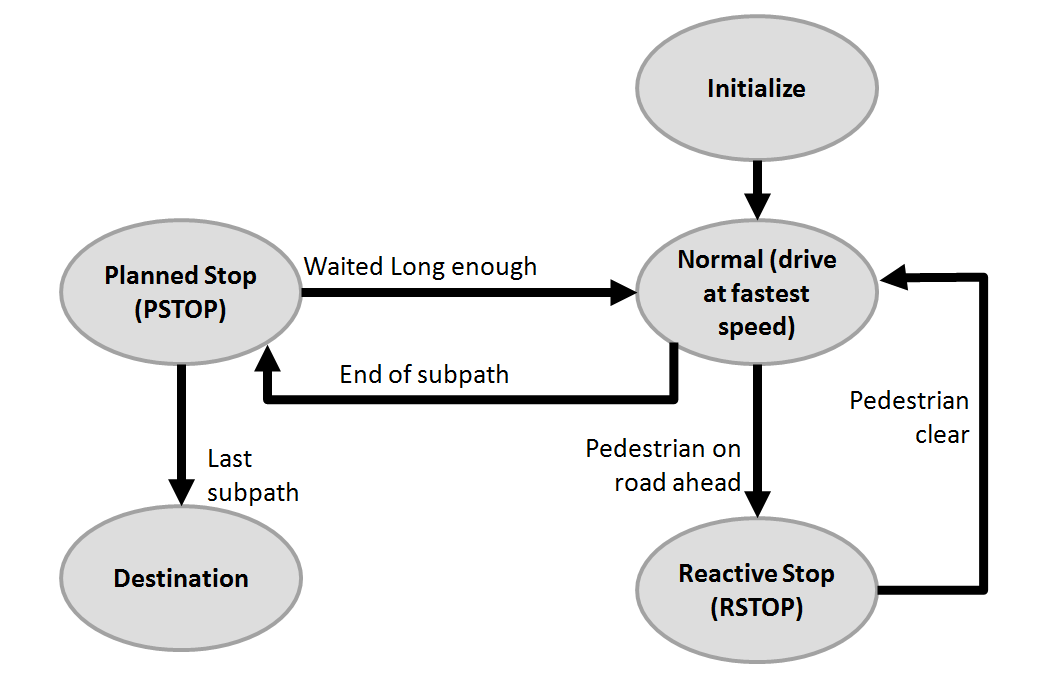 Initialize
Planned Stop
(PSTOP)
Waited Long enough
Normal (drive
at fastest
speed)
End of subpath
Pedestrian
clear
Pedestrian on
road ahead
Last
subpath
Destination
Reactive Stop
(RSTOP)